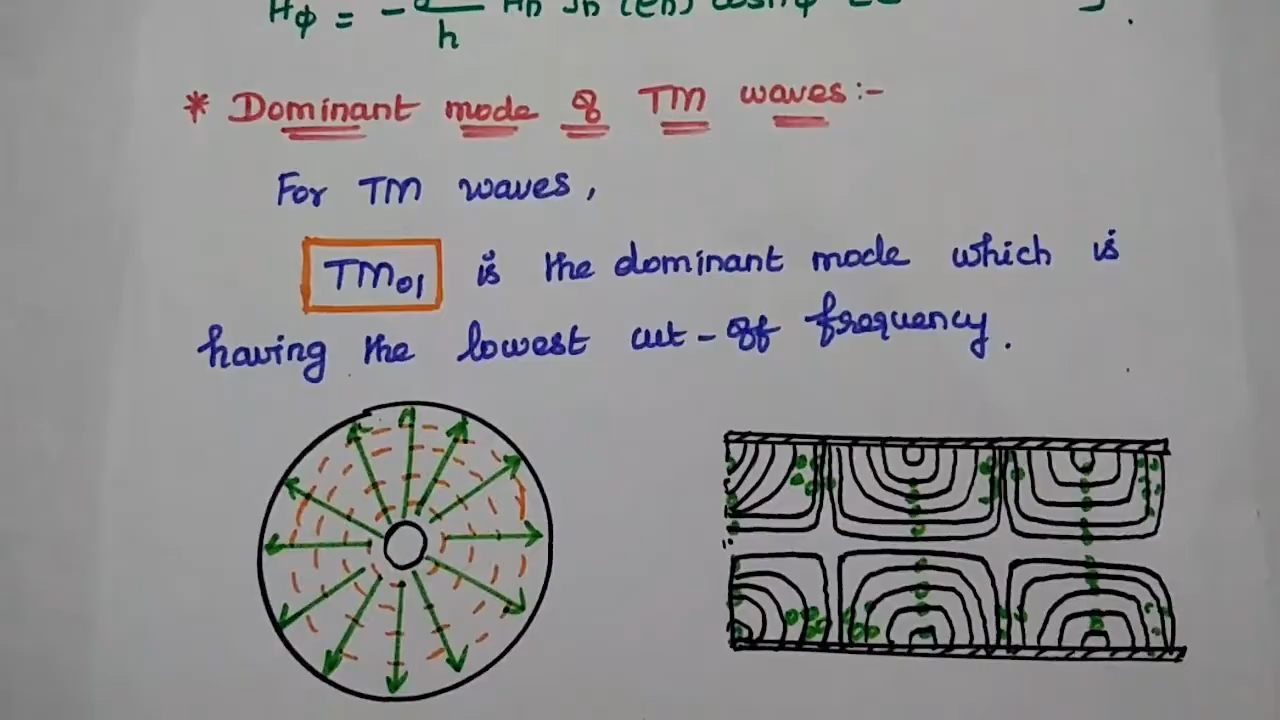 Hφ =
h
* Dominant mode of TM waves:-
For TM waves,
TM01 is the dominant mode which is
having the lowest cut-off frequency.